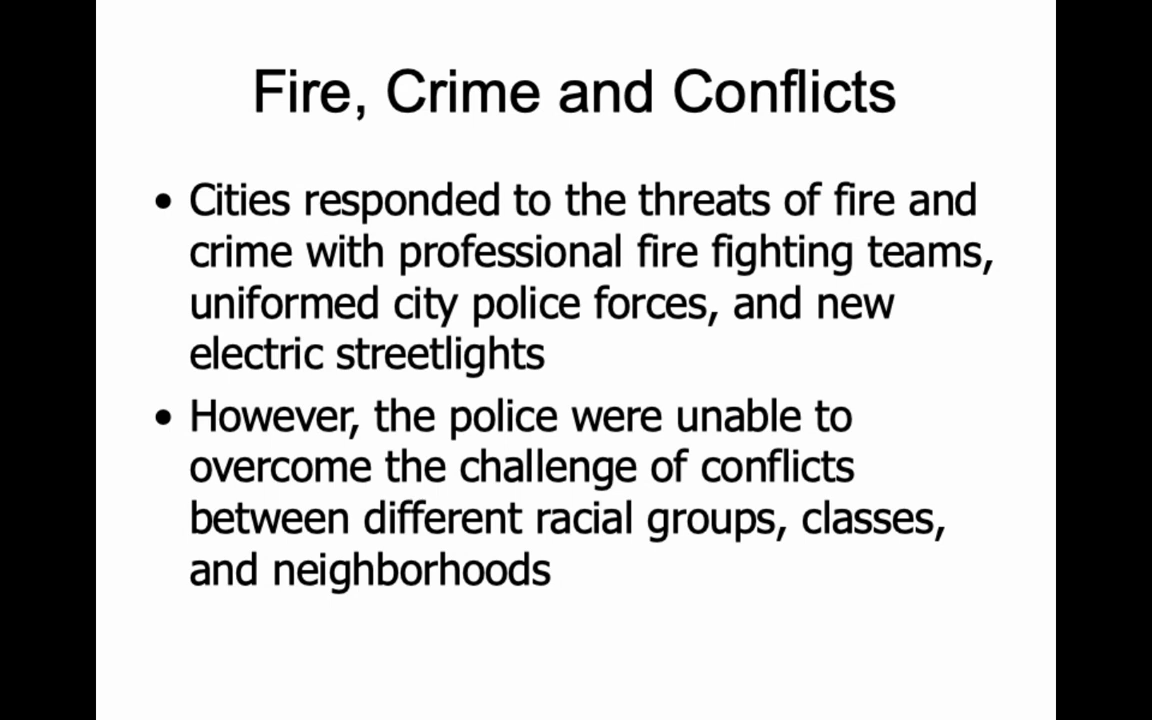 Fire, Crime and Conflicts
• Cities responded to the threats of fire and
crime with professional fire fighting teams,
uniformed city police forces, and new
electric streetlights
• However, the police were unable to
overcome the challenge of conflicts
between different racial groups, classes,
and neighborhoods